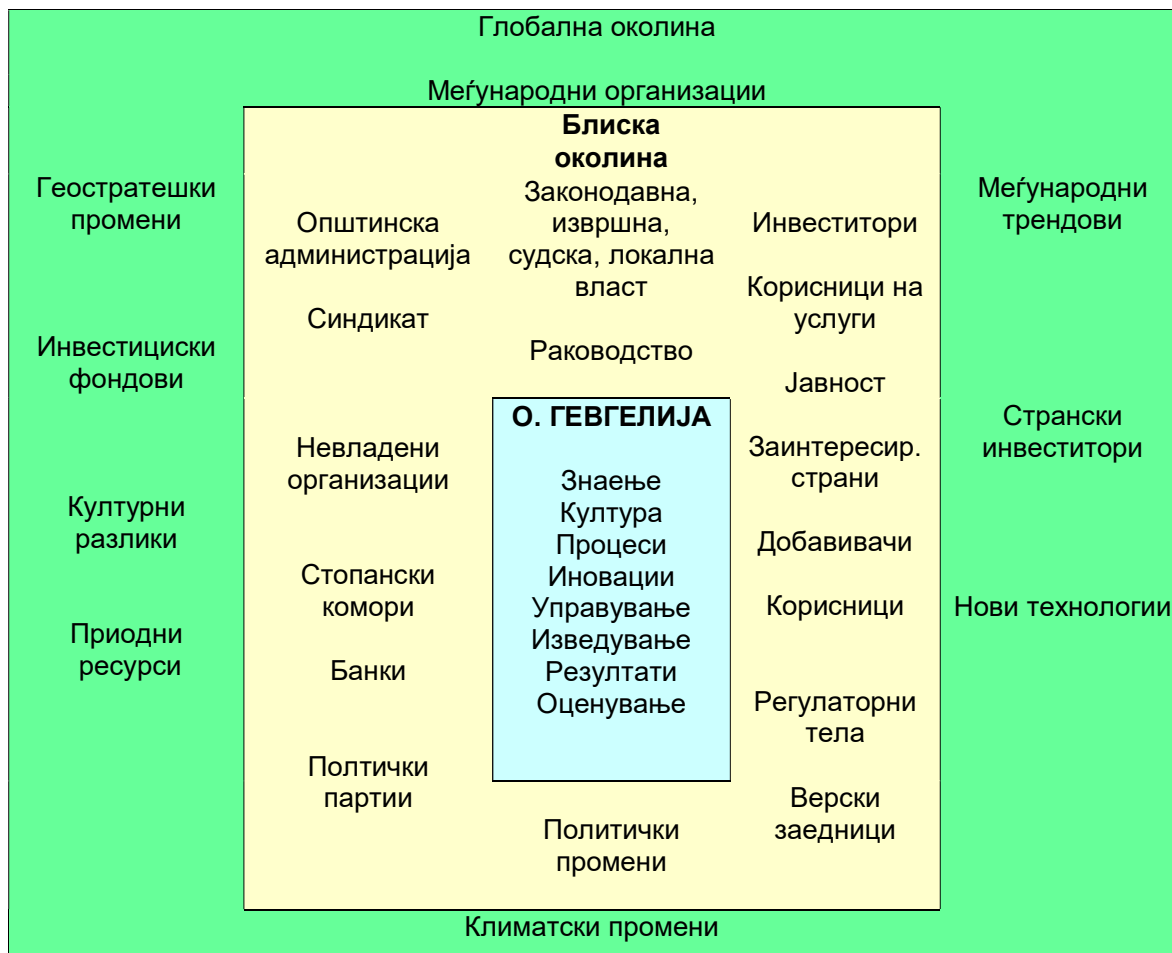 Глобална околина
Меѓународни организации
Геостратешки
промени
Инвестициски
фондови
Културни
разлики
Приодни
ресурси
Блиска
околина
Општинска
администрација
Синдикат
Невладени
организации
Стопански
комори
Банки
Полтички
партии
Законодавна,
извршна,
судска, локална
власт
Раководство
О. ГЕВГЕЛИЈА
Знаење
Култура
Процеси
Иновации
Управување
Изведување
Резултати
Оценување
Политички
промени
Инвеститори
Корисници на
услуги
Јавност
Заинтересир.
страни
Добавивачи
Корисници
Регулаторни
тела
Верски
заедници
Меѓународни
трендови
Странски
инвеститори
Нови технологии
Климатски промени